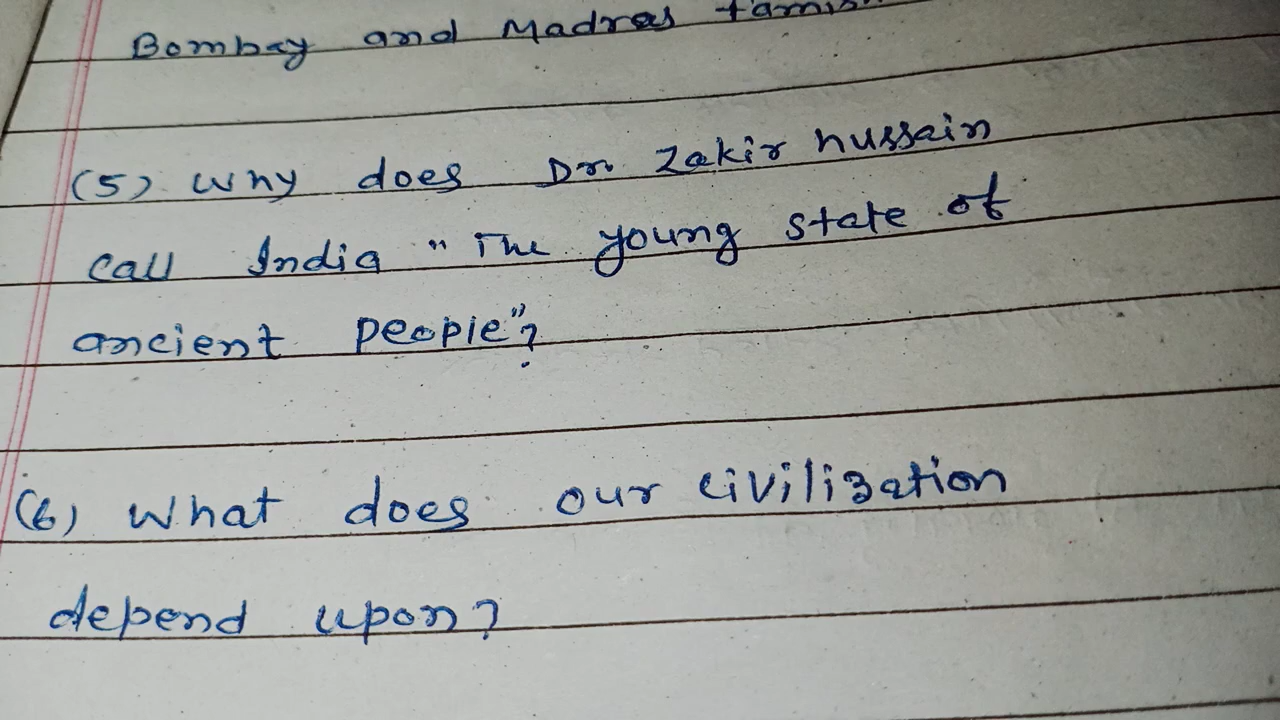 Bombay and Madras
(5) Why does Dr. Zakir hussain
call India "The young state of
ancient people"?
(6) What does our civilization
depend upon?